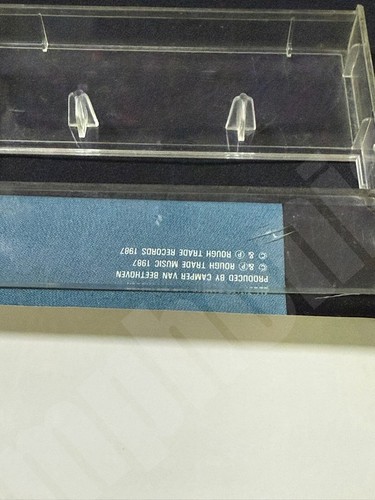 PRODUCED BY CAMPER VAN BEETHOVEN
© & ℗ ROUGH TRADE MUSIC 1987
© & ℗ ROUGH TRADE RECORDS 1987